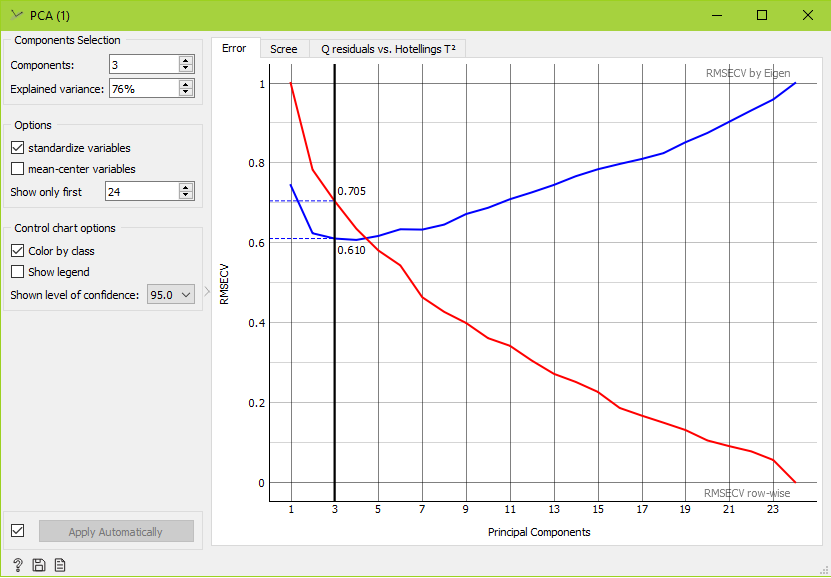 PCA (1)
Components Selection
Components: 3
Explained variance: 76%
Options
standardize variables
mean-center variables
Show only first 24
Control chart options
Color by class
Show legend
Shown level of confidence: 95.0
Apply Automatically
?
Error Scree Q residuals vs. Hotellings T²
RMSECV by Eigen
1
0.8
0.705
0.6
0.610
RMSECV
0.4
0.2
0
RMSECV row-wise
1 3 5 7 9 11 13 15 17 19 21 23
Principal Components